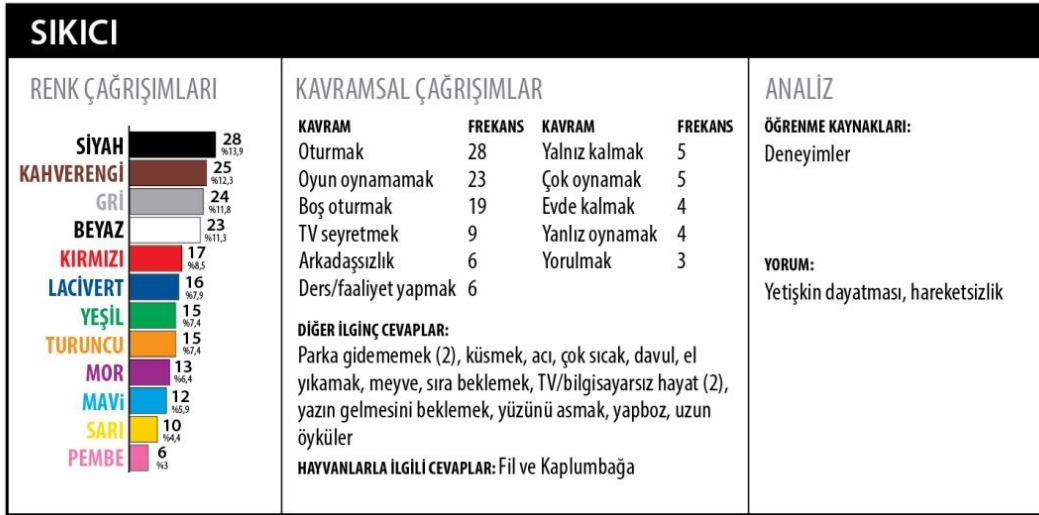 SIKICI
RENK ÇAĞRIŞIMLARI
SİYAH 28 %13,9
KAHVERENGİ 25 %12,3
GRİ 24 %11,8
BEYAZ 23 %11,3
KIRMIZI 17 %8,5
LACİVERT 16 %7,9
YEŞİL 15 %7,4
TURUNCU 15 %7,4
MOR 13 %6,4
MAVi 12 %5,9
SARI 10 %4,4
PEMBE 6 %3
KAVRAMSAL ÇAĞRIŞIMLAR
KAVRAM FREKANS KAVRAM FREKANS
Oturmak 28 Yalnız kalmak 5
Oyun oynamamak 23 Çok oynamak 5
Boş oturmak 19 Evde kalmak 4
TV seyretmek 9 Yanlız oynamak 4
Arkadaşsızlık 6 Yorulmak 3
Ders/faaliyet yapmak 6
DİĞER İLGİNÇ CEVAPLAR:
Parka gidememek (2), küsmek, acı, çok sıcak, davul, el
yıkamak, meyve, sıra beklemek, TV/bilgisayarsız hayat (2),
yazın gelmesini beklemek, yüzünü asmak, yapboz, uzun
öyküler
HAYVANLARLA İLGİLİ CEVAPLAR: Fil ve Kaplumbağa
ANALİZ
ÖĞRENME KAYNAKLARI:
Deneyimler
YORUM:
Yetişkin dayatması, hareketsizlik